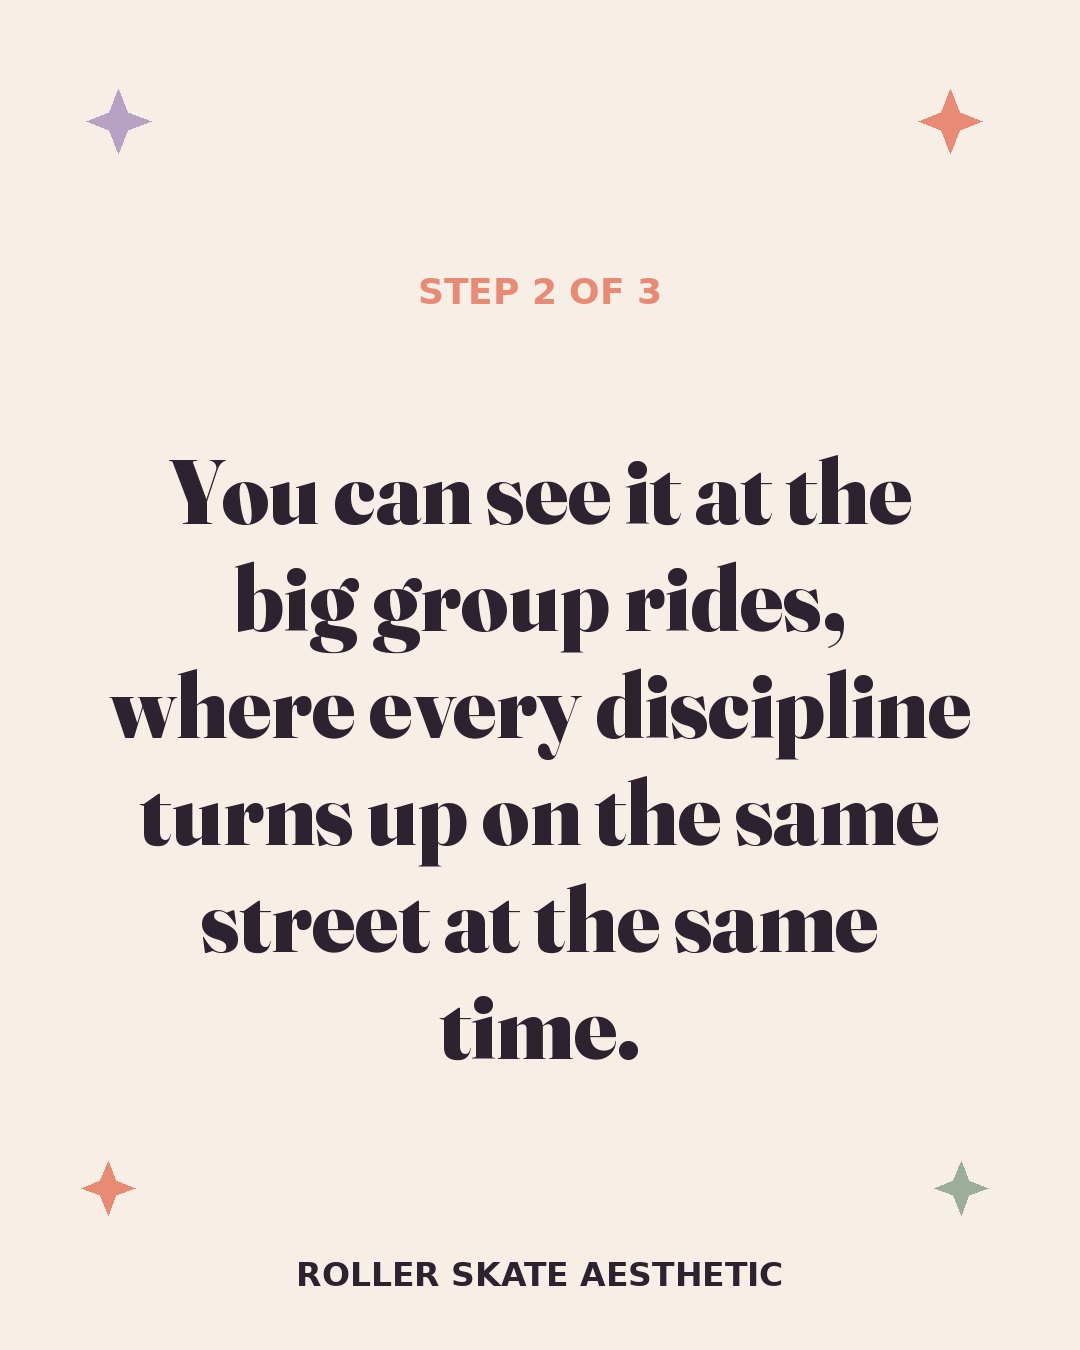 STEP 2 OF 3
You can see it at the
big group rides,
where every discipline
turns up on the same
street at the same
time.
ROLLER SKATE AESTHETIC